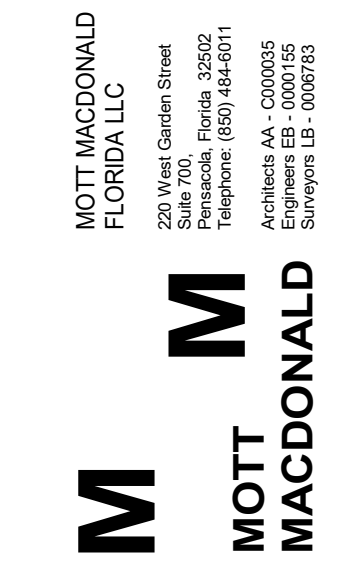 M
M
MOTT
MACDONALD
MOTT MACDONALD
FLORIDA LLC
220 West Garden Street
Suite 700,
Pensacola, Florida 32502
Telephone: (850) 484-6011
Architects AA - C000035
Engineers EB - 0000155
Surveyors LB - 0006783